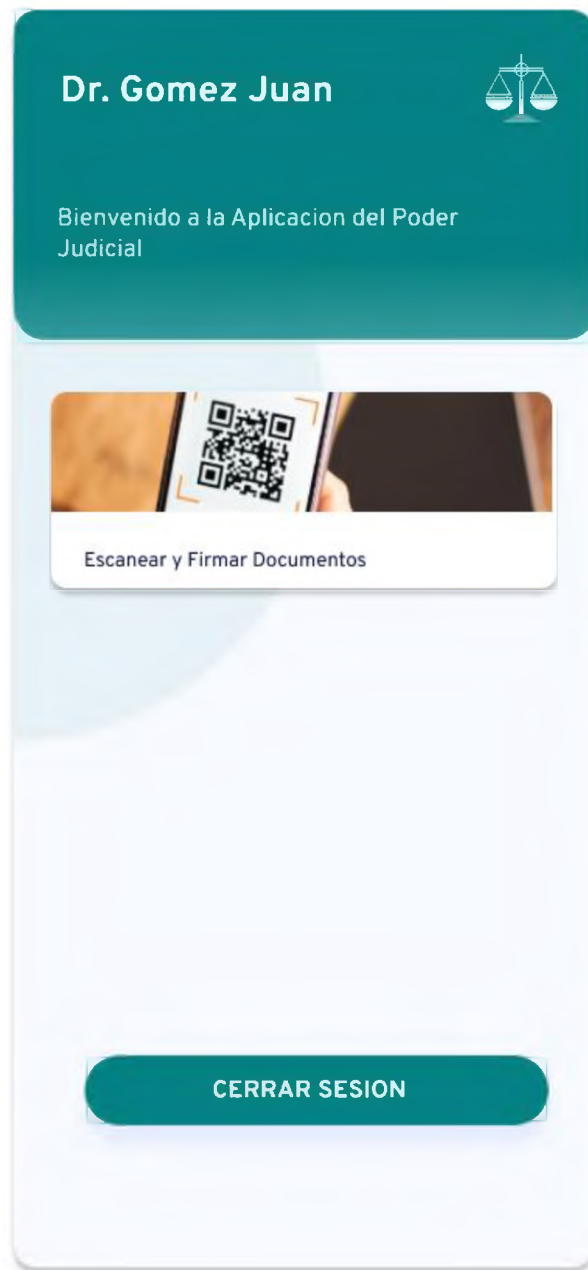 Dr. Gomez Juan
Bienvenido a la Aplicacion del Poder
Judicial
Escanear y Firmar Documentos
CERRAR SESION